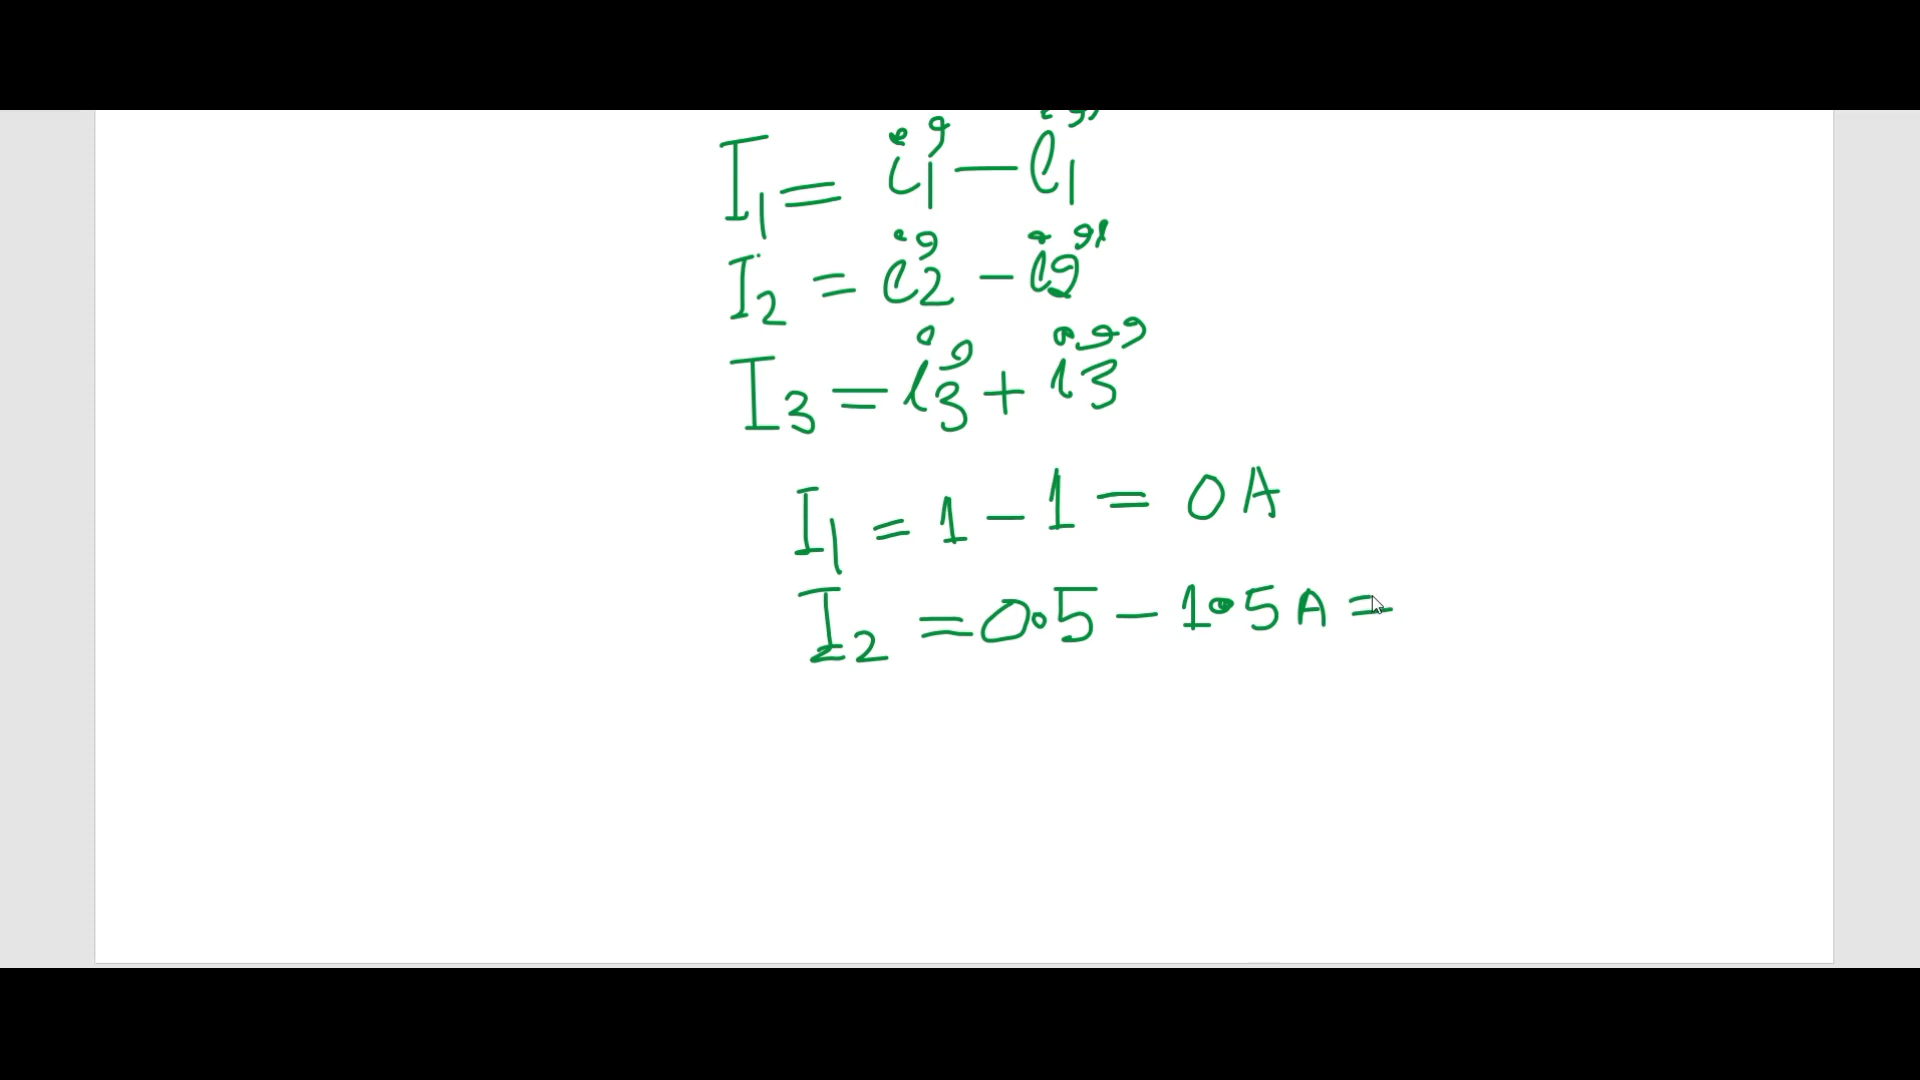 I₁ = i₁' - i₁''
I₂ = i₂' - i₂''
I₃ = i₃' + i₃''
I₁ = 1 - 1 = 0 A
I₂ = 0.5 - 1.5 A =